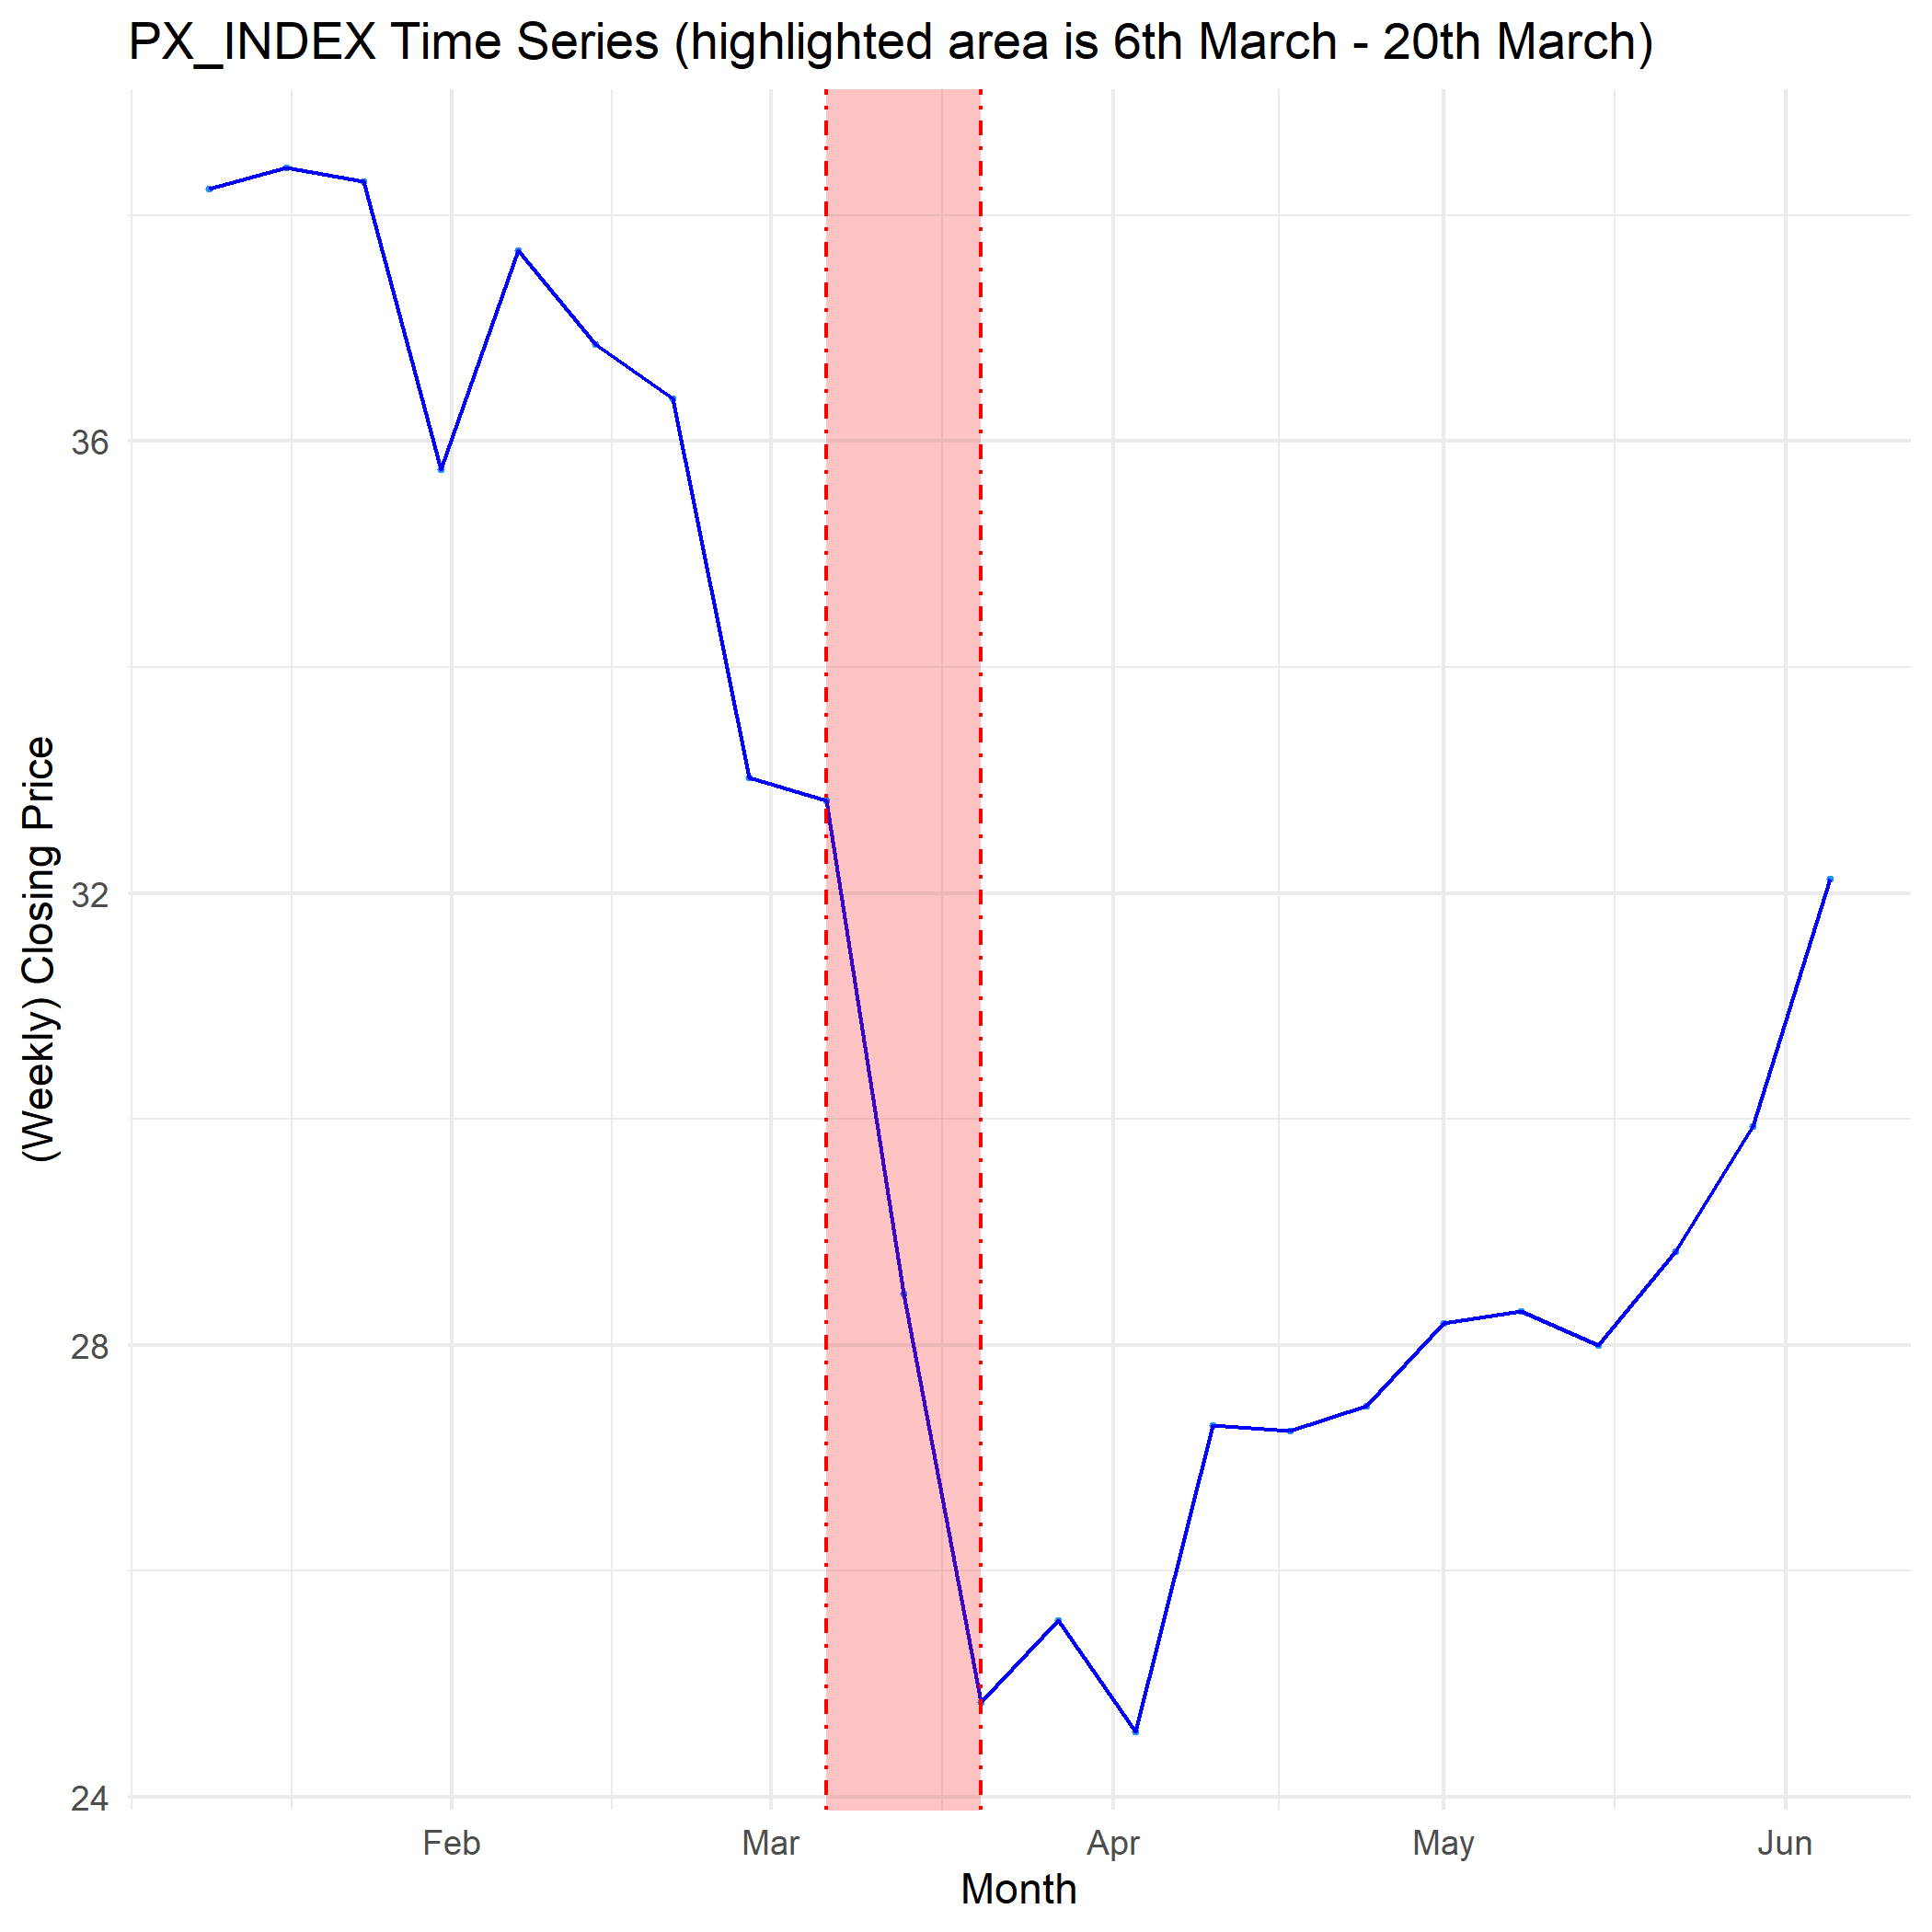 PX_INDEX Time Series (highlighted area is 6th March - 20th March)
(Weekly) Closing Price
36
32
28
24
Feb Mar Apr May Jun
Month